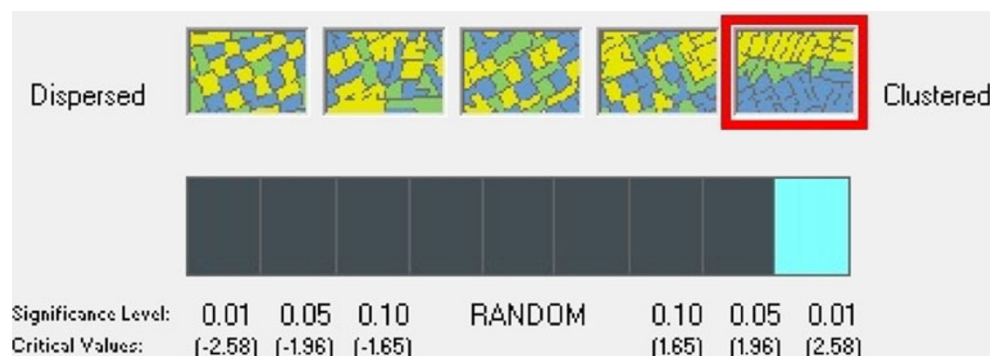 Dispersed
Clustered
Significance Level: 0.01 0.05 0.10 RANDOM 0.10 0.05 0.01
Critical Values: (-2.58) (-1.96) (-1.65) (1.65) (1.96) (2.58)